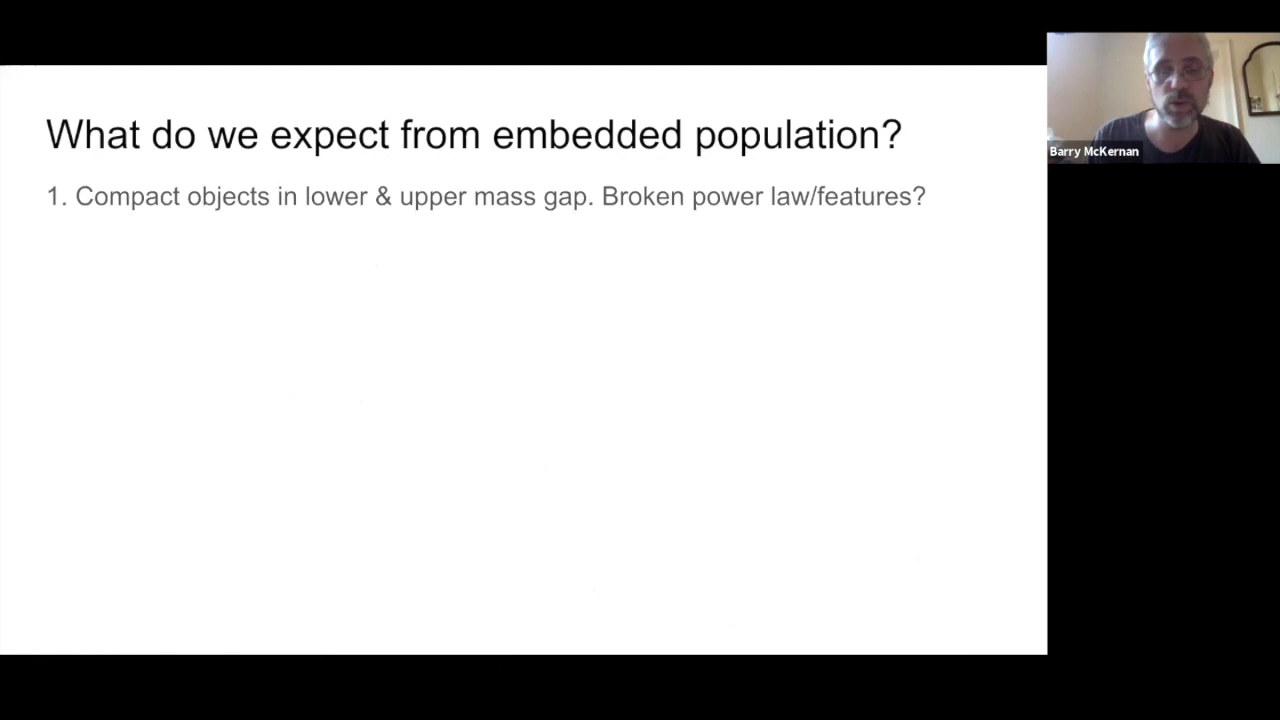 What do we expect from embedded population?
1. Compact objects in lower & upper mass gap. Broken power law/features?
Barry McKernan